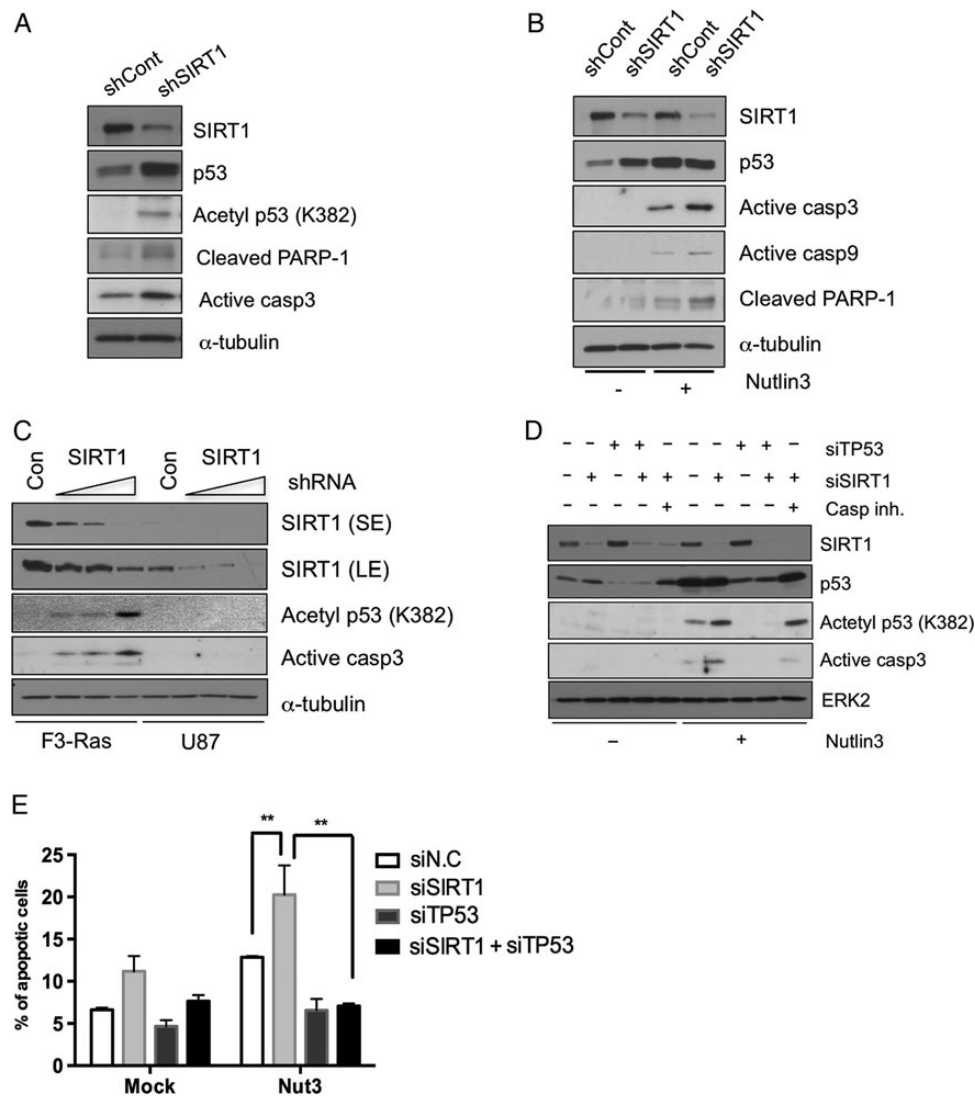 A
shCont
shSIRT1
SIRT1
p53
Acetyl p53 (K382)
Cleaved PARP-1
Active casp3
α-tubulin
B
shCont
shSIRT1
shCont
shSIRT1
SIRT1
p53
Active casp3
Active casp9
Cleaved PARP-1
α-tubulin
- + Nutlin3
C
Con SIRT1 Con SIRT1
shRNA
SIRT1 (SE)
SIRT1 (LE)
Acetyl p53 (K382)
Active casp3
α-tubulin
F3-Ras U87
D
– – + + – – – + + – siTP53
– + – + + – + – + + siSIRT1
– – – – + – – – – + Casp inh.
SIRT1
p53
Actetyl p53 (K382)
Active casp3
ERK2
– + Nutlin3
E
** **
% of apopotic cells
25
20
15
10
5
0
Mock Nut3
siN.C
siSIRT1
siTP53
siSIRT1 + siTP53